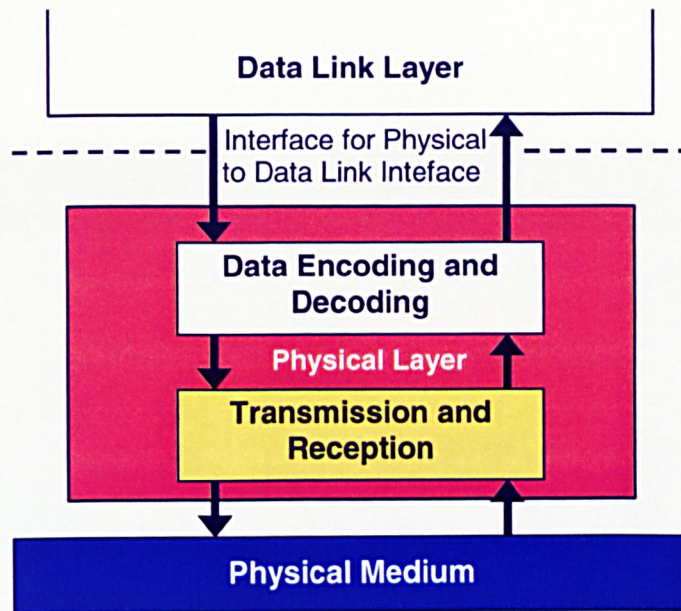 Data Link Layer
Interface for Physical
to Data Link Inteface
Data Encoding and
Decoding
Physical Layer
Transmission and
Reception
Physical Medium